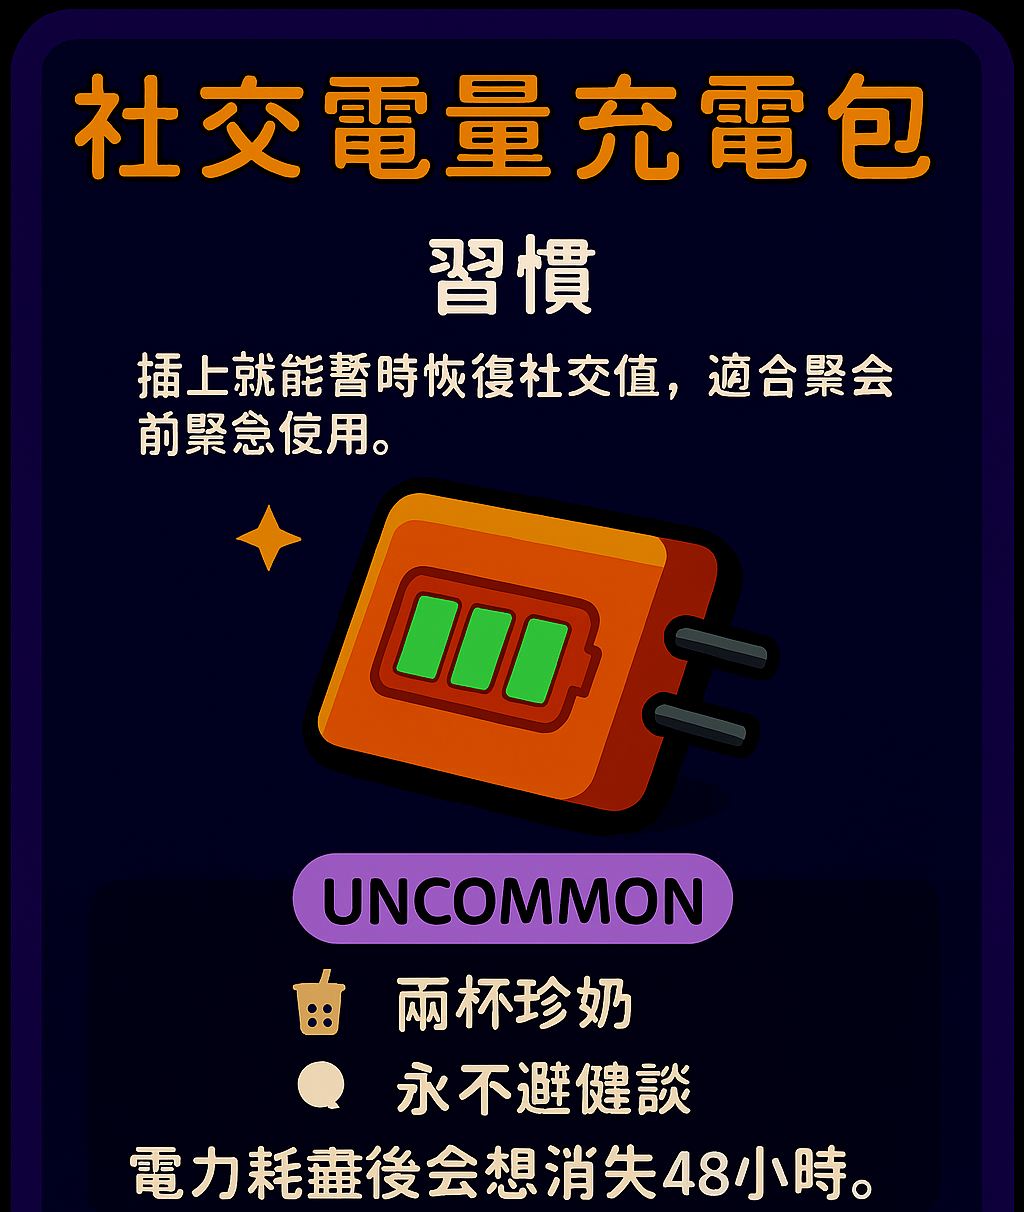 社交電量充電包
習慣
插上就能暫時恢復社交值，適合緊会
前緊急使用。
UNCOMMON
兩杯珍奶
永不避健談
電力耗盡後会想消失48小時。